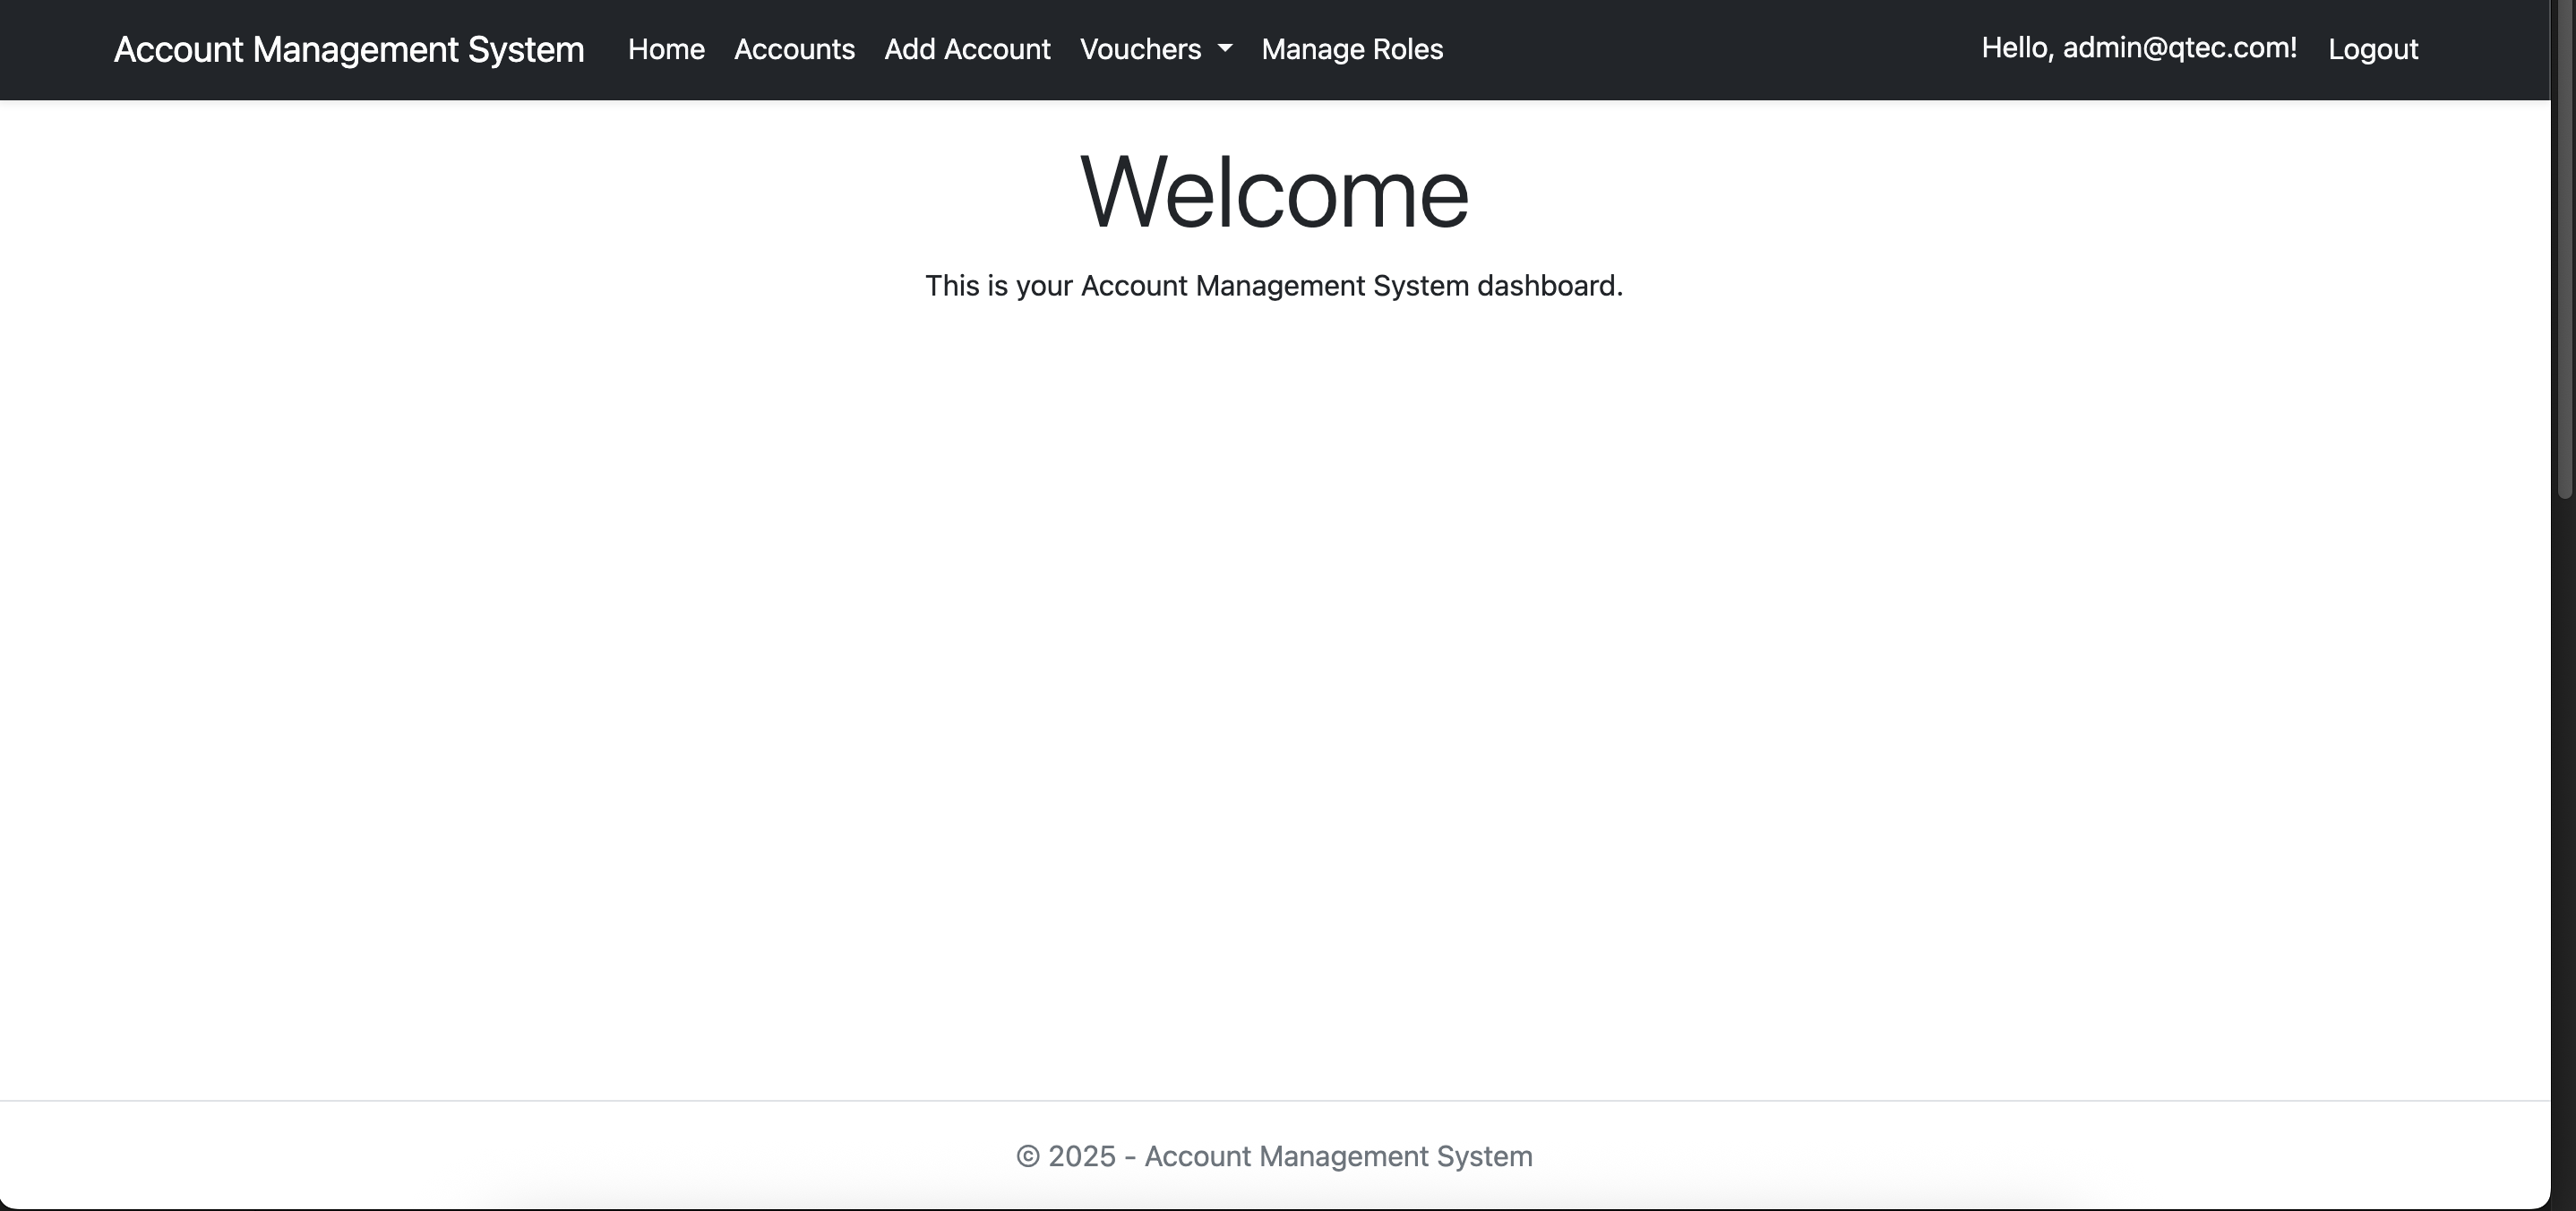 Account Management System Home Accounts Add Account Vouchers Manage Roles Hello, admin@qtec.com! Logout
Welcome
This is your Account Management System dashboard.
© 2025 - Account Management System